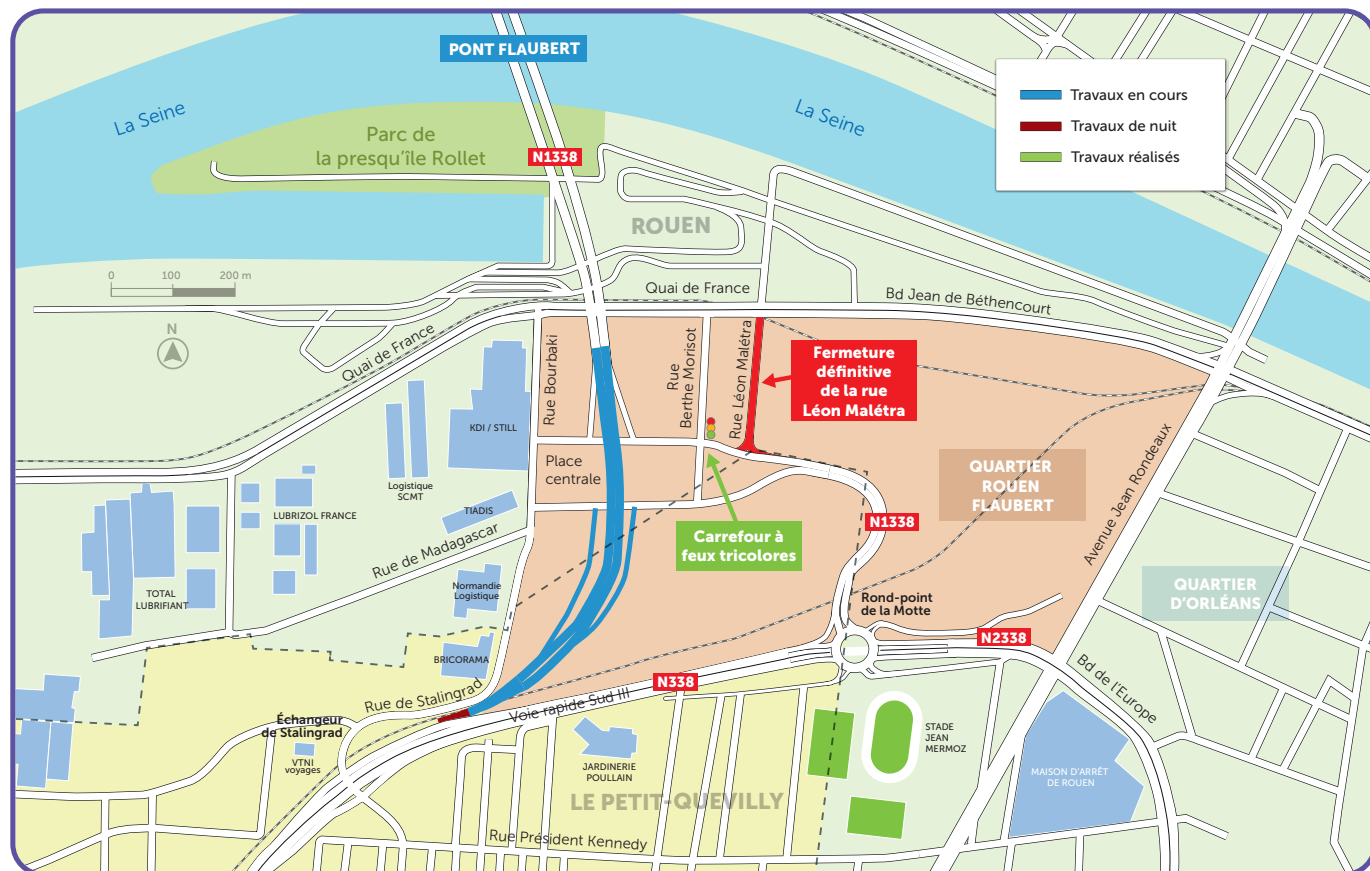 PONT FLAUBERT
Travaux en cours
Travaux de nuit
Travaux réalisés
La Seine
La Seine
Parc de
la presqu'île Rollet
N1338
ROUEN
0 100 200 m
N
Quai de France
Bd Jean de Béthencourt
Quai de France
Rue Bourbaki
Rue
Berthe Morisot
Rue Léon Malétra
Fermeture
définitive
de la rue
Léon Malétra
KDI / STILL
Place
centrale
Logistique
SCMT
TIADIS
LUBRIZOL FRANCE
Rue de Madagascar
QUARTIER
ROUEN
FLAUBERT
Avenue Jean Rondeaux
N1338
Carrefour à
feux tricolores
TOTAL
LUBRIFIANT
Normandie
Logistique
Rond-point
de la Motte
QUARTIER
D'ORLÉANS
N2338
BRICORAMA
N338
Rue de Stalingrad
Voie rapide Sud III
Bd de l'Europe
Échangeur
de Stalingrad
VTNI
voyages
JARDINERIE
POULLAIN
STADE
JEAN
MERMOZ
MAISON D'ARRÊT
DE ROUEN
LE PETIT-QUEVILLY
Rue Président Kennedy